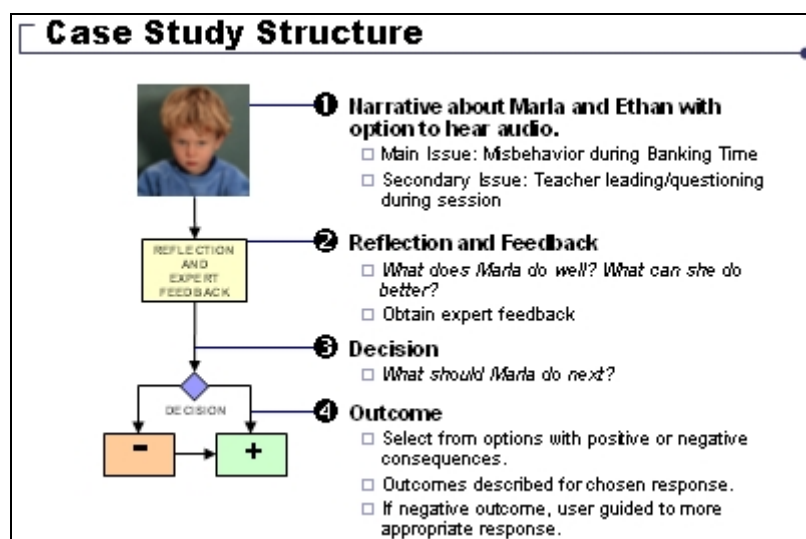 Case Study Structure
1 Narrative about Marla and Ethan with
option to hear audio.
Main Issue: Misbehavior during Banking Time
Secondary Issue: Teacher leading/questioning
during session
REFLECTION
AND
EXPERT
FEEDBACK
2 Reflection and Feedback
What does Marla do well? What can she do
better?
Obtain expert feedback
3 Decision
What should Marla do next?
DECISION
- +
4 Outcome
Select from options with positive or negative
consequences.
Outcomes described for chosen response.
If negative outcome, user guided to more
appropriate response.